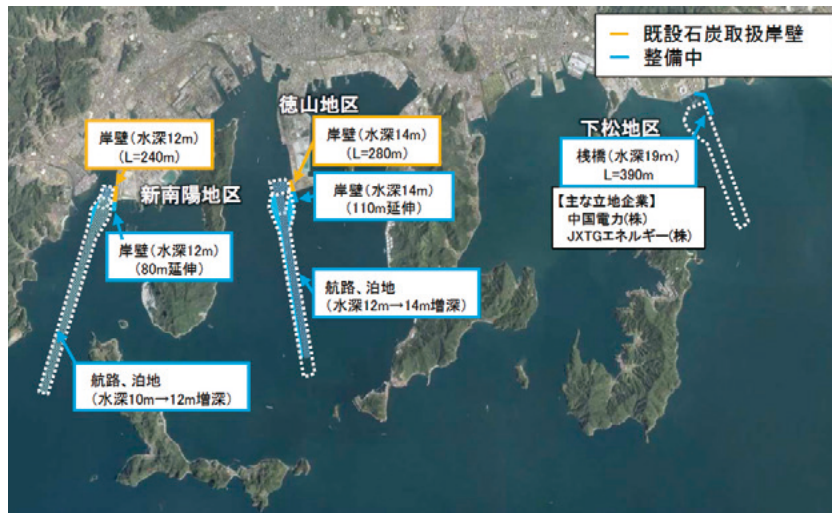 既設石炭取扱岸壁
整備中
徳山地区
下松地区
岸壁(水深12m)
(L=240m)
岸壁(水深14m)
(L=280m)
新南陽地区
桟橋(水深19m)
L=390m
岸壁(水深14m)
(110m延伸)
【主な立地企業】
中国電力(株)
JXTGエネルギー(株)
岸壁(水深12m)
(80m延伸)
航路、泊地
(水深12m→14m増深)
航路、泊地
(水深10m→12m増深)